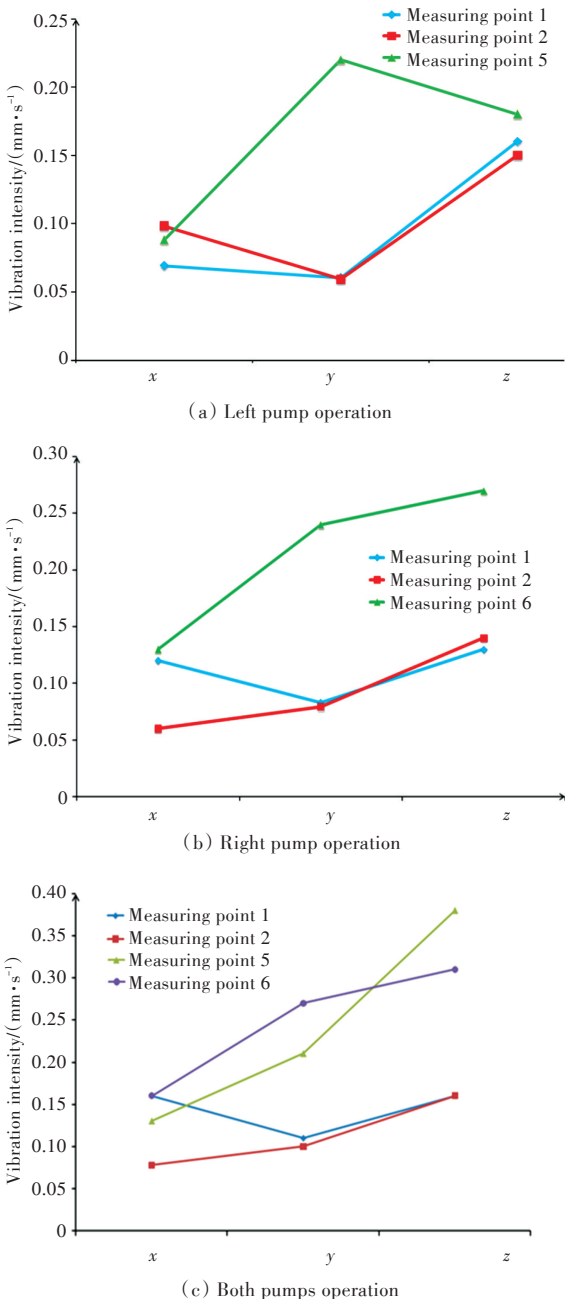 Measuring point 1
Measuring point 2
Measuring point 5
Vibration intensity/(mm·s⁻¹)
0.25
0.20
0.15
0.10
0.05
0
x y z
(a) Left pump operation
Measuring point 1
Measuring point 2
Measuring point 6
Vibration intensity/(mm·s⁻¹)
0.30
0.25
0.20
0.15
0.10
0.05
0
x y z
(b) Right pump operation
Measuring point 1
Measuring point 2
Measuring point 5
Measuring point 6
Vibration intensity/(mm·s⁻¹)
0.40
0.35
0.30
0.25
0.20
0.15
0.10
0.05
0
x y z
(c) Both pumps operation